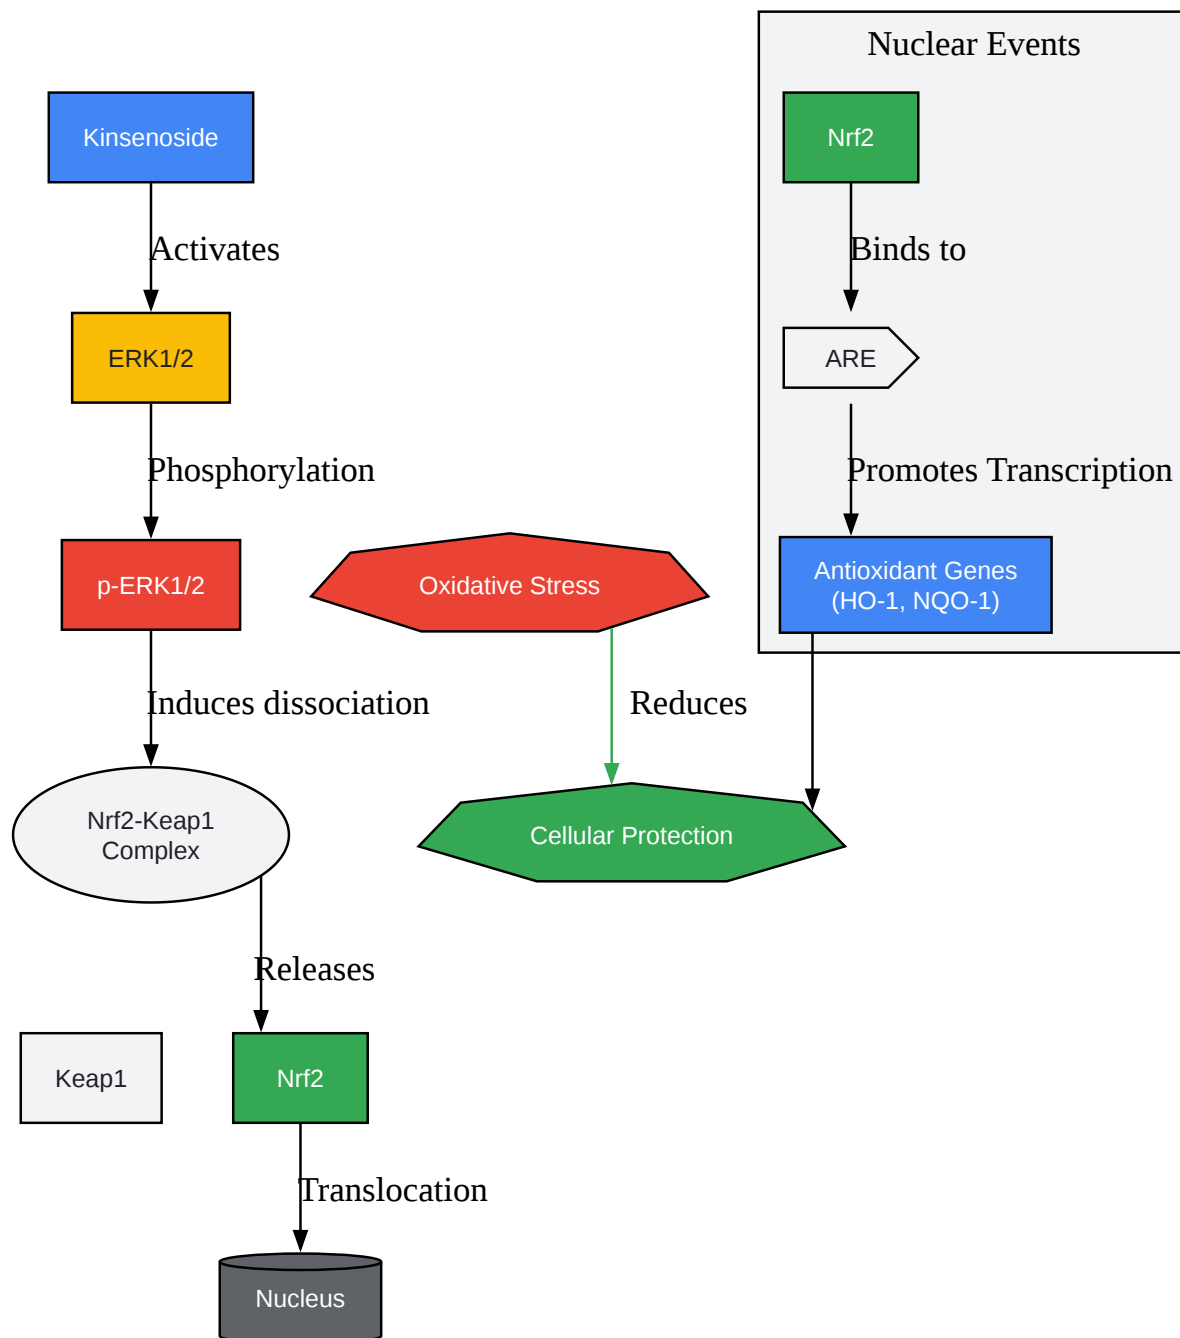 Nuclear Events
Kinsenoside
Nrf2
Activates
Binds to
ERK1/2
ARE
Phosphorylation
Promotes Transcription
p-ERK1/2
Oxidative Stress
Antioxidant Genes
(HO-1, NQO-1)
Induces dissociation
Reduces
Nrf2-Keap1
Complex
Cellular Protection
Releases
Keap1
Nrf2
Translocation
Nucleus